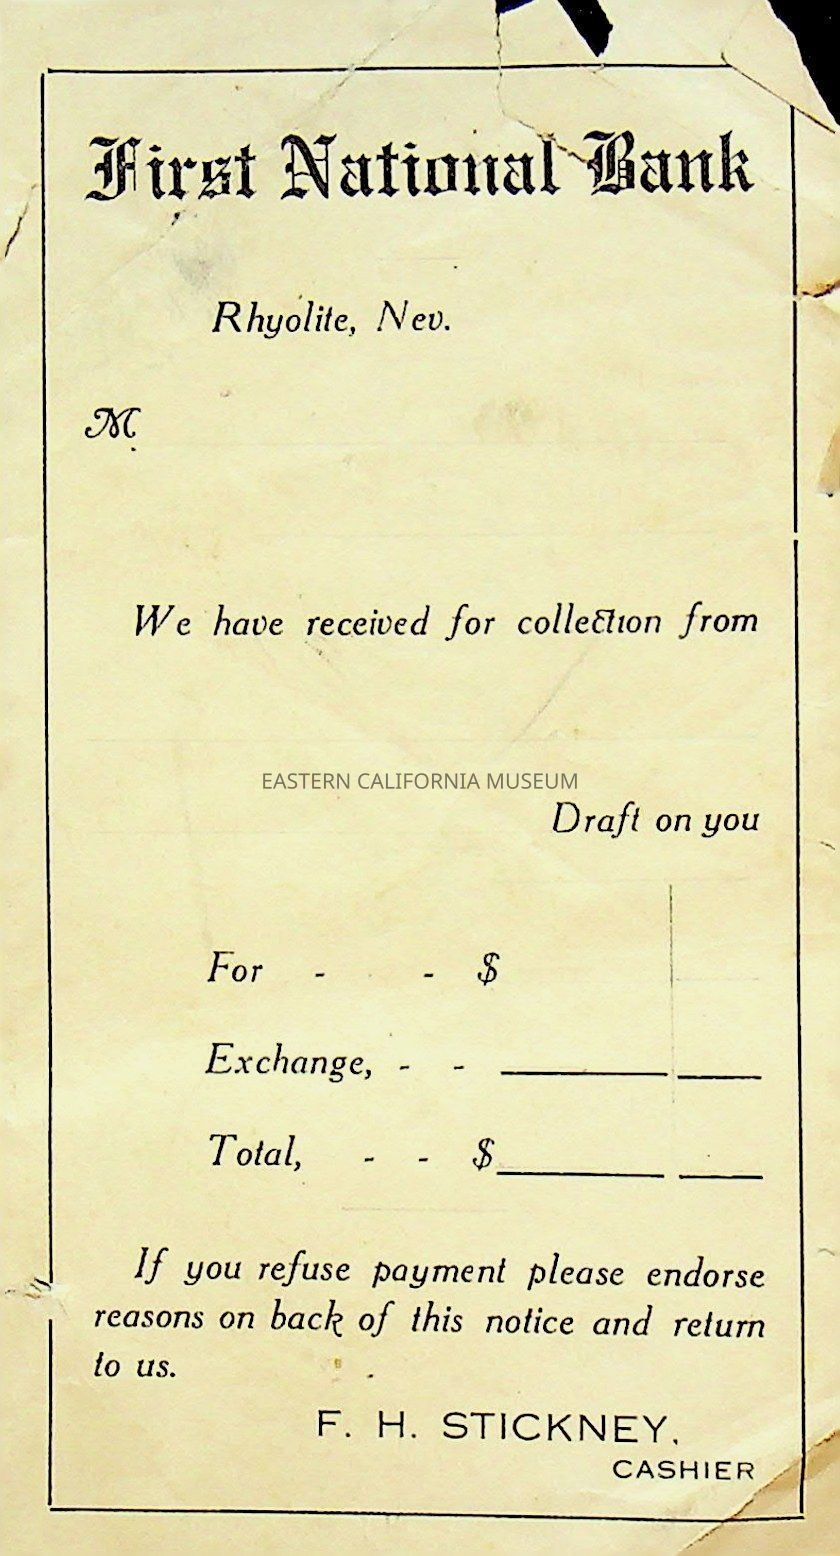 First National Bank
Rhyolite, Nev.
M.
We have received for collection from
EASTERN CALIFORNIA MUSEUM
Draft on you
For - - $
Exchange, - -
Total, - - $
If you refuse payment please endorse
reasons on back of this notice and return
to us.
F. H. STICKNEY,
CASHIER